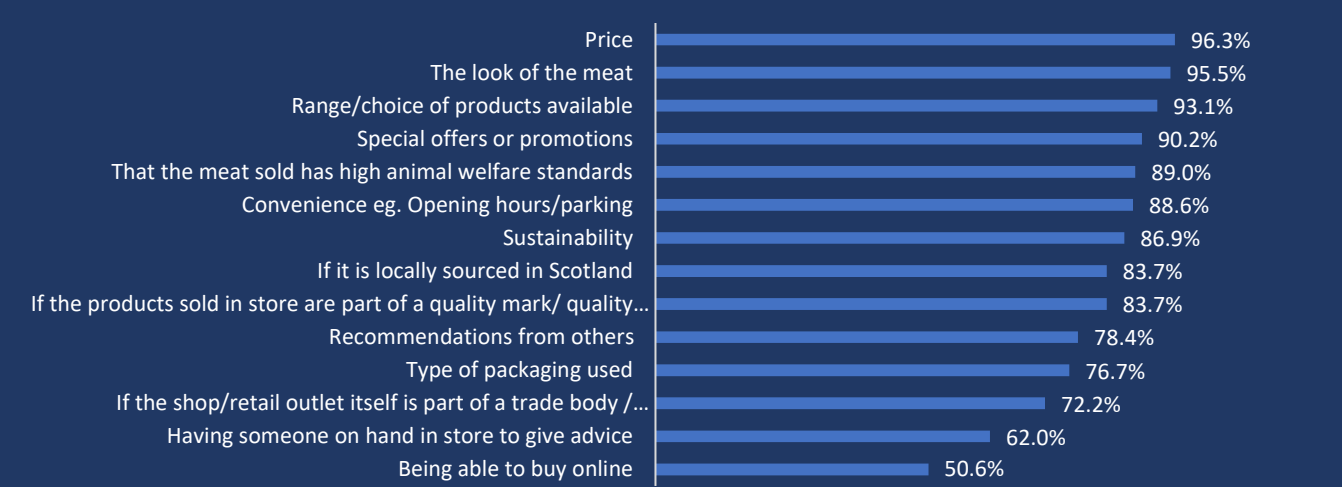 Price 96.3%
The look of the meat 95.5%
Range/choice of products available 93.1%
Special offers or promotions 90.2%
That the meat sold has high animal welfare standards 89.0%
Convenience eg. Opening hours/parking 88.6%
Sustainability 86.9%
If it is locally sourced in Scotland 83.7%
If the products sold in store are part of a quality mark/ quality... 83.7%
Recommendations from others 78.4%
Type of packaging used 76.7%
If the shop/retail outlet itself is part of a trade body /... 72.2%
Having someone on hand in store to give advice 62.0%
Being able to buy online 50.6%